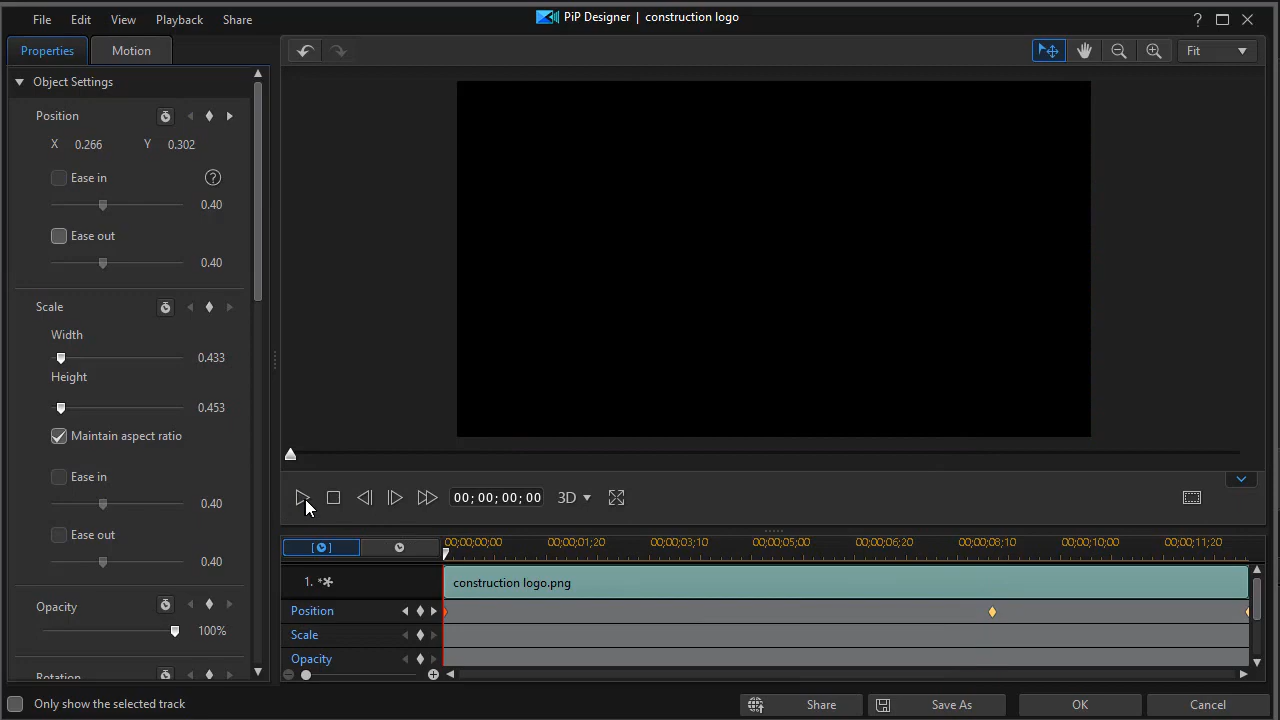 File Edit View Playback Share
PiP Designer | construction logo
Properties Motion
Fit
Object Settings
Position
X 0.266 Y 0.302
Ease in
0.40
Ease out
0.40
Scale
Width
0.433
Height
0.453
Maintain aspect ratio
Ease in
0.40
Ease out
0.40
Opacity
100%
Rotation
00; 00; 00; 00
3D
00;00;00;00 00;00;01;20 00;00;03;10 00;00;05;00 00;00;06;20 00;00;08;10 00;00;10;00 00;00;11;20
1.
construction logo.png
Position
Scale
Opacity
Only show the selected track
Share Save As OK Cancel